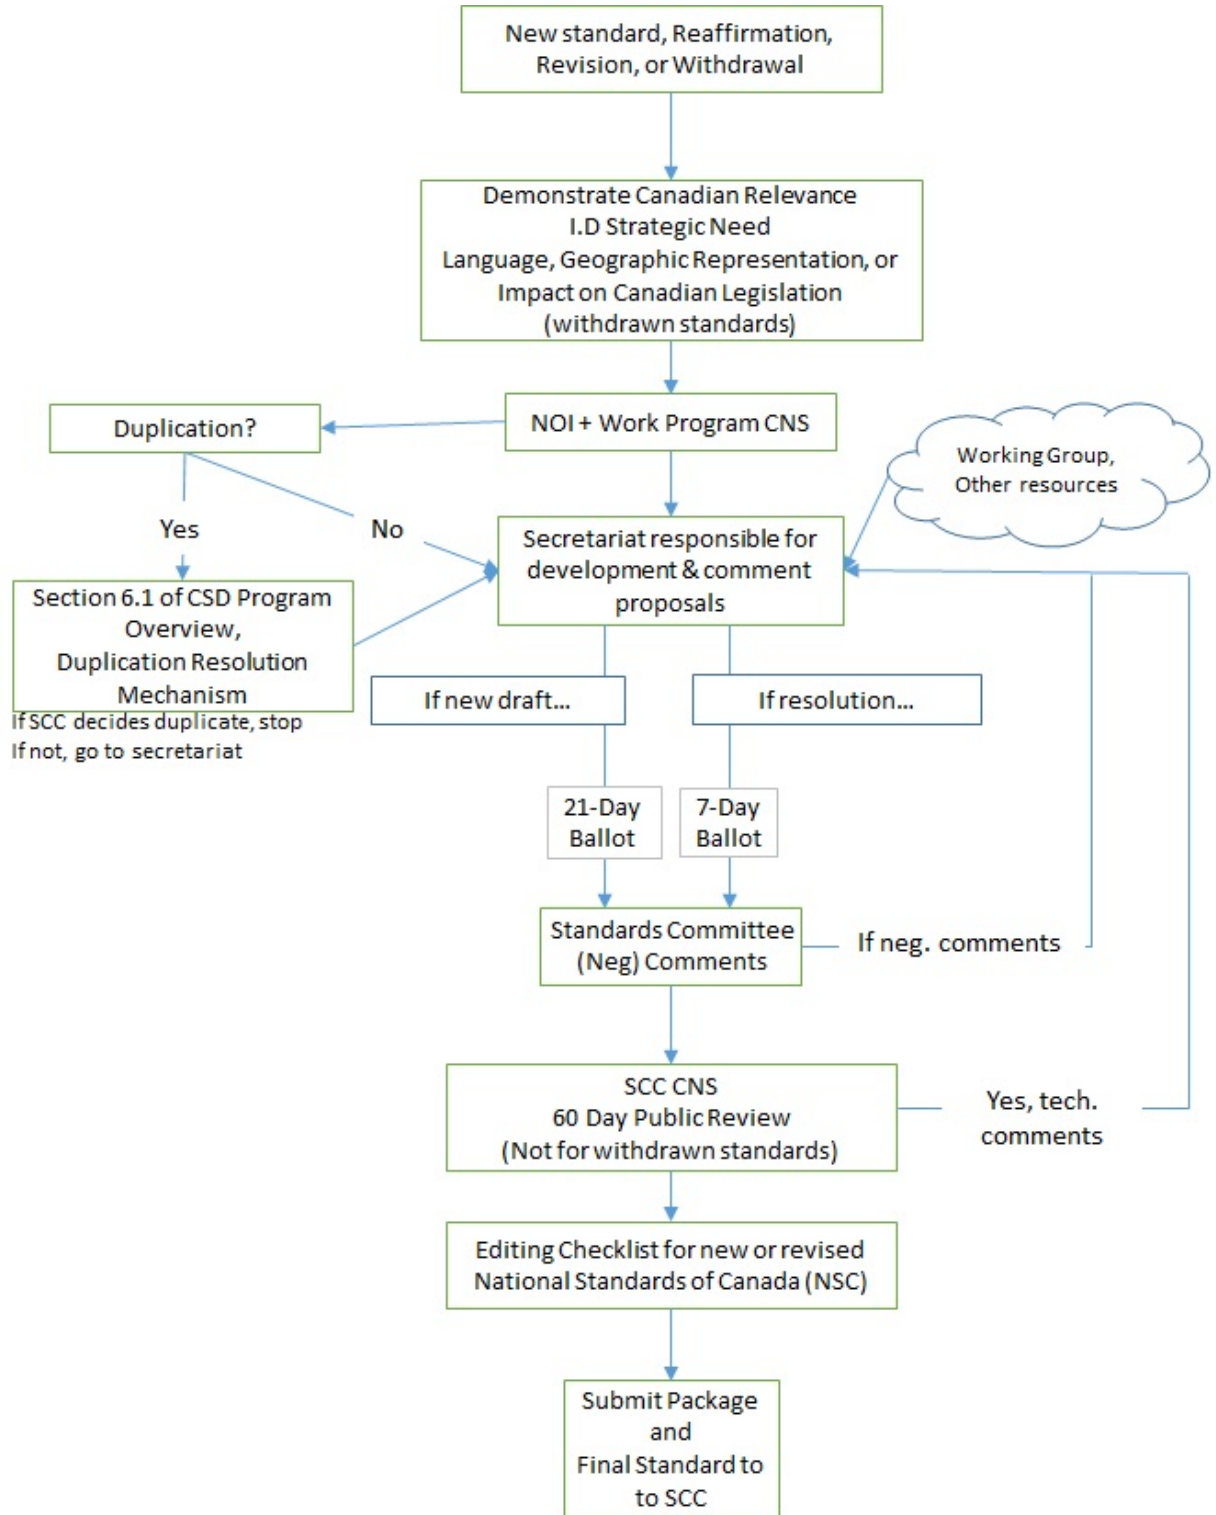 New standard, Reaffirmation,
Revision, or Withdrawal
Demonstrate Canadian Relevance
I.D Strategic Need
Language, Geographic Representation, or
Impact on Canadian Legislation
(withdrawn standards)
Duplication?
NOI + Work Program CNS
Working Group,
Other resources
Yes
No
Secretariat responsible for
development & comment
proposals
Section 6.1 of CSD Program
Overview,
Duplication Resolution
Mechanism
If SCC decides duplicate, stop
If not, go to secretariat
If new draft...
If resolution...
21-Day
Ballot
7-Day
Ballot
Standards Committee
(Neg) Comments
If neg. comments
SCC CNS
60 Day Public Review
(Not for withdrawn standards)
Yes, tech.
comments
Editing Checklist for new or revised
National Standards of Canada (NSC)
Submit Package
and
Final Standard to
to SCC